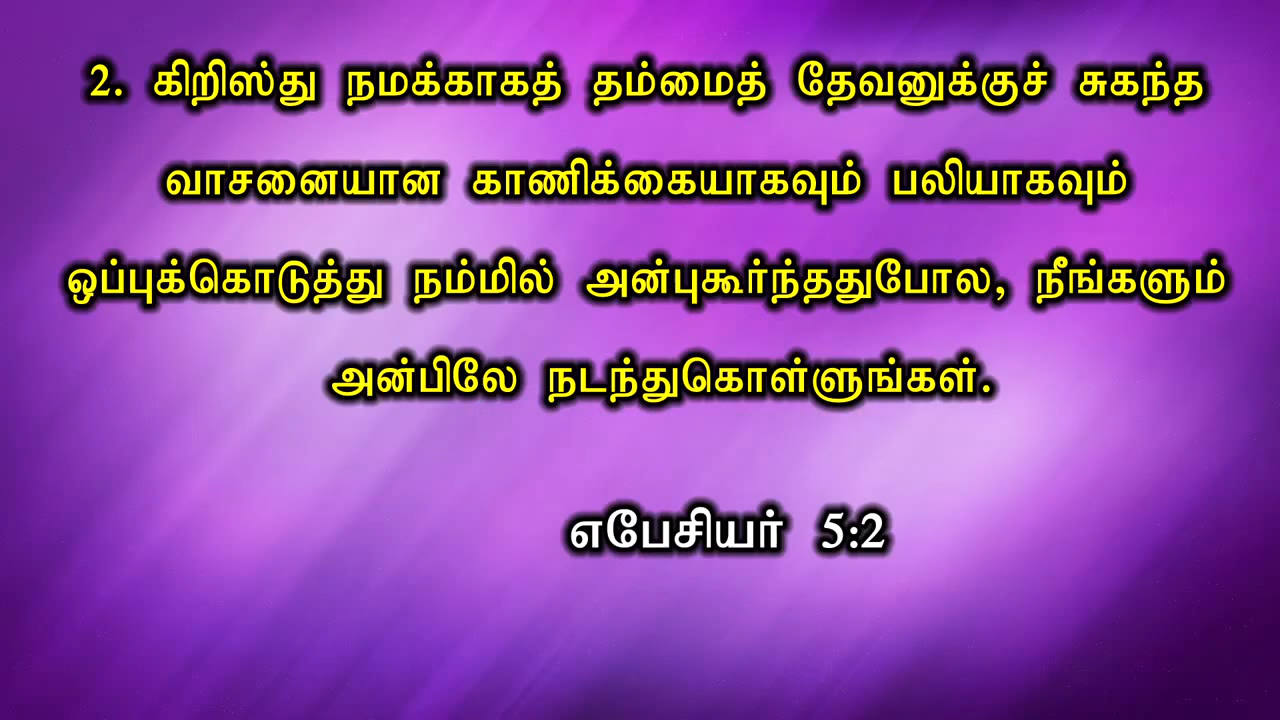 2. கிறிஸ்து நமக்காகத் தம்மைத் தேவனுக்குச் சுகந்த
வாசனையான காணிக்கையாகவும் பலியாகவும்
ஒப்புக்கொடுத்து நம்மில் அன்புகூர்ந்ததுபோல, நீங்களும்
அன்பிலே நடந்துகொள்ளுங்கள்.
எபேசியர் 5:2